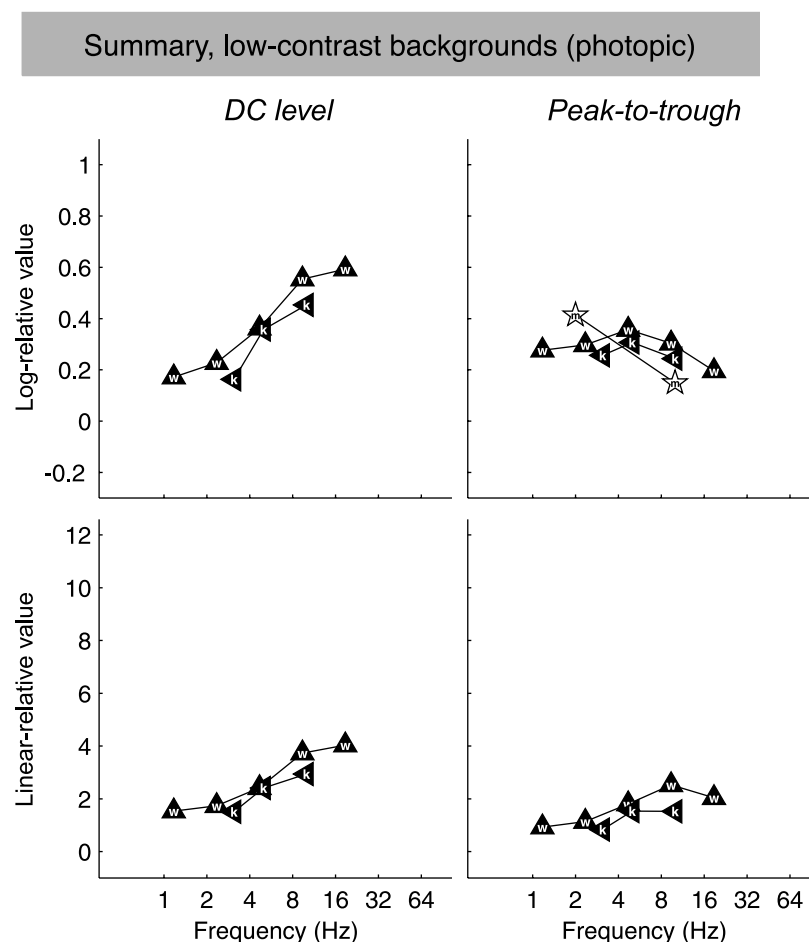 Summary, low-contrast backgrounds (photopic)
DC level
Peak-to-trough
Log-relative value
1
0.8
0.6
0.4
0.2
0
-0.2
w
w
w
w
w
k
k
k
m
m
w
w
w
w
w
k
k
k
Linear-relative value
12
10
8
6
4
2
0
w
w
w
w
w
k
k
k
w
w
w
w
w
k
k
k
1 2 4 8 16 32 64
1 2 4 8 16 32 64
Frequency (Hz)
Frequency (Hz)